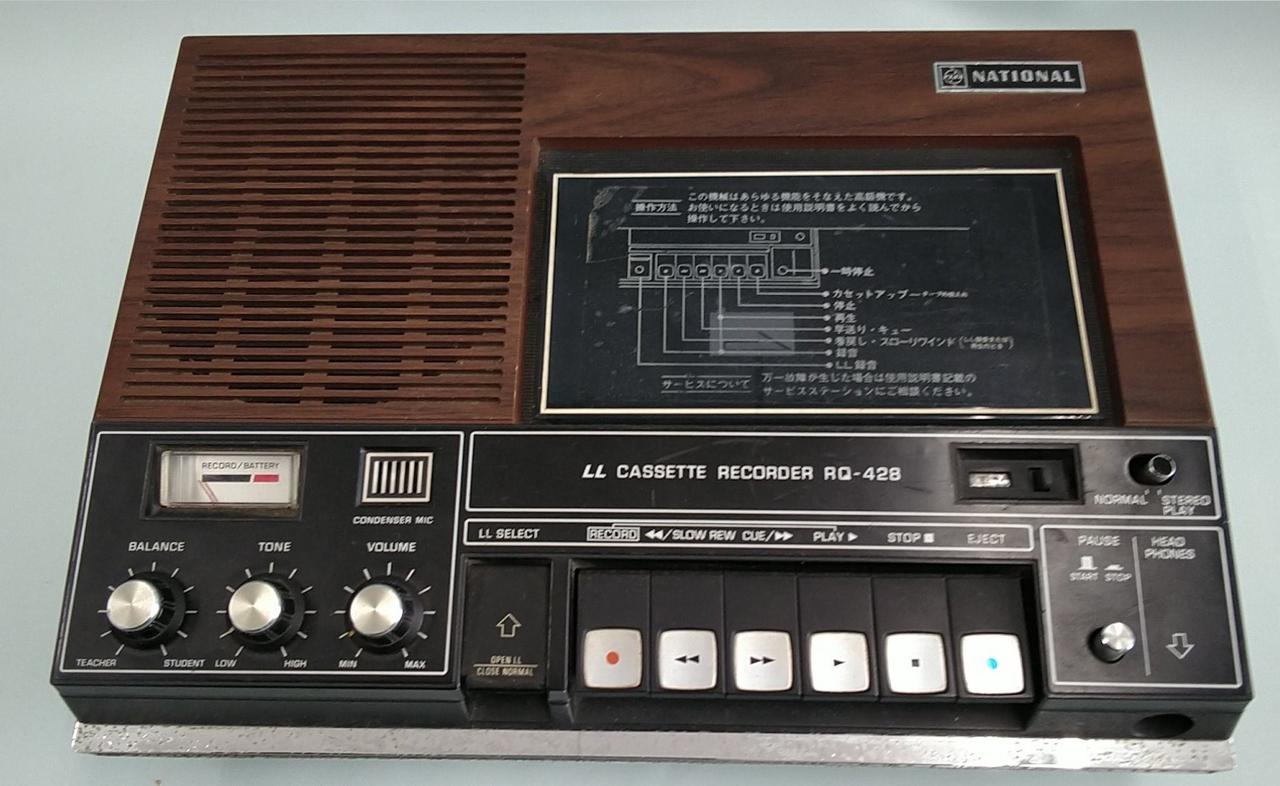 NATIONAL
操作方法
この機械はあらゆる機能をそなえた高級機です。
お使いになるときは使用説明書をよく読んでから
操作して下さい。
一時停止
カセットアップ
停止
再生
早送り・キュー
巻戻し・スローリワインド
録音
LL録音
サービスについて
万一故障が生じた場合は使用説明書記載の
サービスステーションにご相談ください。
RECORD/BATTERY
CONDENSER MIC
LL CASSETTE RECORDER RQ-428
NORMAL STEREO
PLAY
BALANCE TONE VOLUME
TEACHER STUDENT LOW HIGH MIN MAX
LL SELECT RECORD ◀◀/SLOW REW CUE/▶▶ PLAY ▶ STOP ■ EJECT
PAUSE
START STOP
HEAD
PHONES
OPEN LL
CLOSE NORMAL